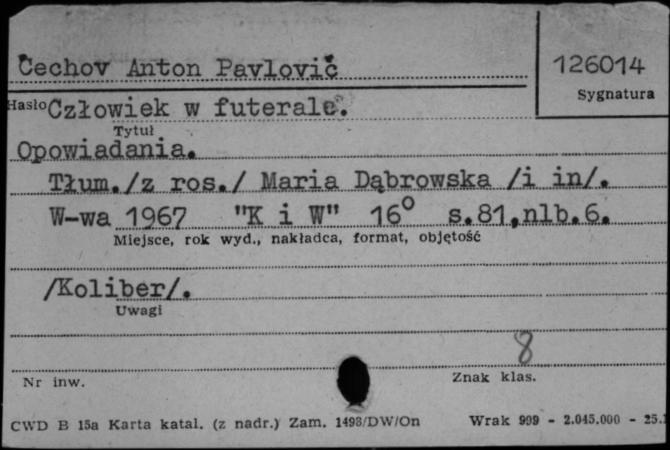 Čechov Anton Pavlovič
126014
Sygnatura
Hasło Człowiek w futerale.
Tytuł
Opowiadania.
Tłum./z ros./ Maria Dąbrowska /i in/.
W-wa 1967 "K i W" 16° s.81,nlb.6.
Miejsce, rok wyd., nakładca, format, objętość
/Koliber/.
Uwagi
8
Nr inw.
Znak klas.
CWD B 15a Karta katal. (z nadr.) Zam. 1493/DW/On Wrak 909 - 2.045.000 - 25.